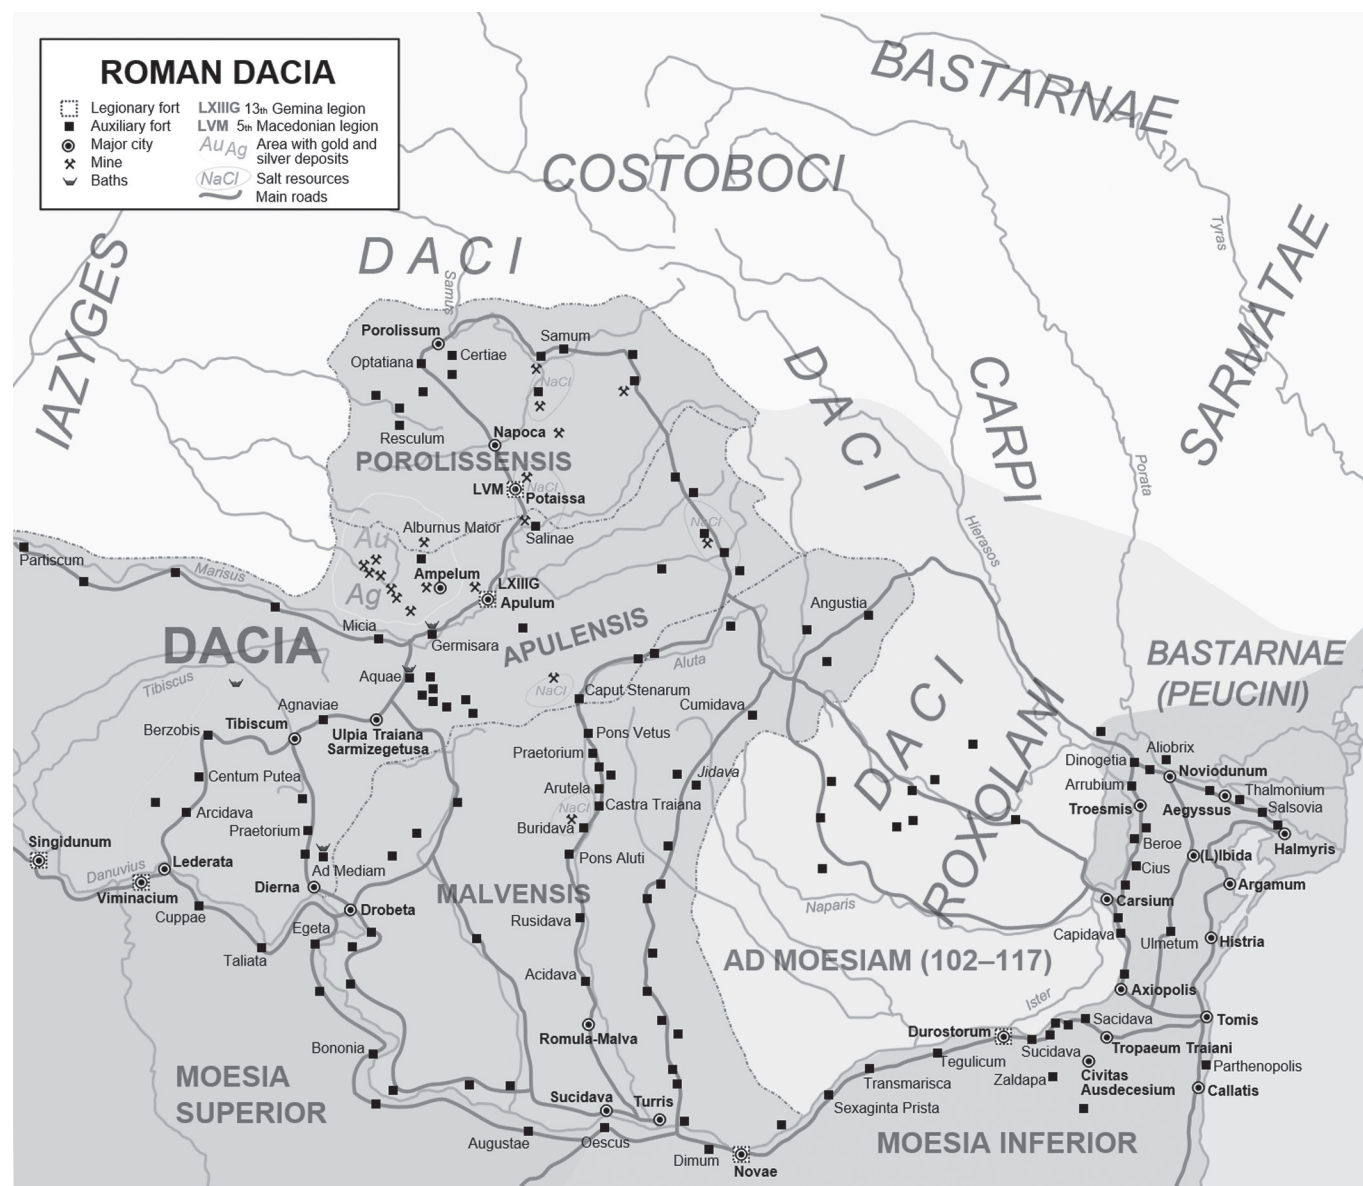 ROMAN DACIA
Legionary fort
Auxiliary fort
Major city
Mine
Baths
LXIIIG 13th Gemina legion
LVM 5th Macedonian legion
Au Ag Area with gold and
silver deposits
NaCl Salt resources
Main roads
BASTARNAE
COSTOBOCI
DACI
IAZYGES
SARMATAE
Tyras
Samus
Porolissum
Samum
Optatiana
Certiae
NaCl
DACI
CARPI
Resculum
Napoca
POROLISSENSIS
Porata
LVM
NaCl
Potaissa
Alburnus Maior
Salinae
NaCl
Hierasos
Au
Ag
Partiscum
Marisus
Ampelum
LXIIIG
Apulum
Angustia
Micia
Germisara
APULENSIS
DACIA
Aluta
BASTARNAE
(PEUCINI)
Tibiscus
Aquae
NaCl
Caput Stenarum
Cumidava
DACI
ROXOLANI
Agnaviae
Tibiscum
Berzobis
Ulpia Traiana
Sarmizegetusa
Pons Vetus
Praetorium
Dinogetia
Aliobrix
Noviodunum
Centum Putea
Arutela
Jidava
Arrubium
Thalmonium
Aegyssus
Salsovia
Arcidava
NaCl
Castra Traiana
Troesmis
Praetorium
Buridava
Halmyris
Singidunum
Beroe
(L)Ibida
Danuvius
Lederata
Ad Mediam
Pons Aluti
Cius
Viminacium
Dierna
MALVENSIS
Argamum
Cuppae
Drobeta
Naparis
Carsium
Egeta
Rusidava
Capidava
Ulmetum
Histria
Taliata
AD MOESIAM (102–117)
Acidava
Ister
Axiopolis
Romula-Malva
Durostorum
Sacidava
Tomis
Bononia
Tegulicum
Sucidava
Tropaeum Traiani
MOESIA
SUPERIOR
Transmarisca
Zaldapa
Civitas
Ausdecesium
Parthenopolis
Callatis
Sucidava
Turris
Sexaginta Prista
Augustae
Oescus
MOESIA INFERIOR
Dimum
Novae